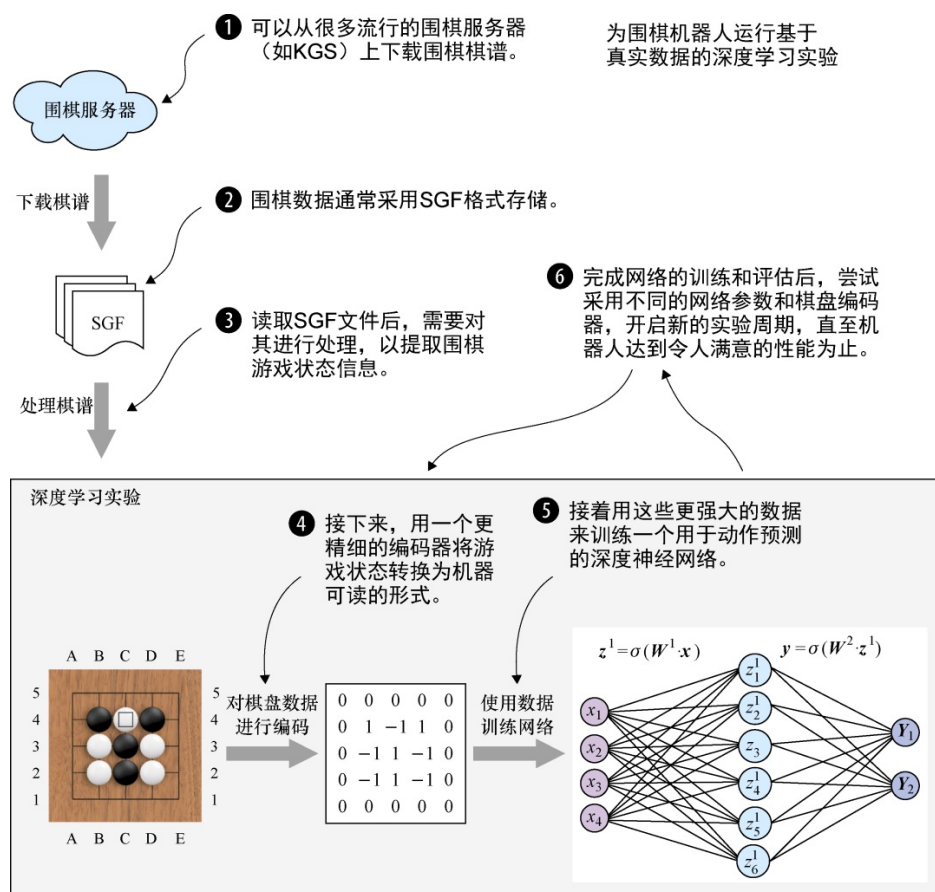 ❶ 可以从很多流行的围棋服务器
（如KGS）上下载围棋棋谱。
为围棋机器人运行基于
真实数据的深度学习实验
围棋服务器
下载棋谱
❷ 围棋数据通常采用SGF格式存储。
SGF
❸ 读取SGF文件后，需要对
其进行处理，以提取围棋
游戏状态信息。
❻ 完成网络的训练和评估后，尝试
采用不同的网络参数和棋盘编码
器，开启新的实验周期，直至机
器人达到令人满意的性能为止。
处理棋谱
深度学习实验
❹ 接下来，用一个更
精细的编码器将游
戏状态转换为机器
可读的形式。
❺ 接着用这些更强大的数据
来训练一个用于动作预测
的深度神经网络。
A B C D E
5 5
4 4
3 3
2 2
1 1
A B C D E
对棋盘数据
进行编码
0 0 0 0 0
0 1 −1 1 0
0 −1 1 −1 0
0 −1 1 −1 0
0 0 0 0 0
使用数据
训练网络
z¹=σ(W¹·x)
y=σ(W²·z¹)
x₁
x₂
x₃
x₄
z¹₁
z¹₂
z¹₃
z¹₄
z¹₅
z¹₆
Y₁
Y₂